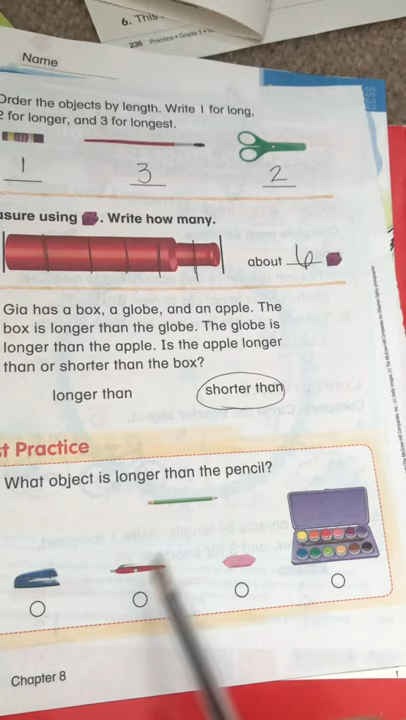 6. This
236 Practice • Grade 1 •
Name
Order the objects by length. Write 1 for long,
2 for longer, and 3 for longest.
1 3 2
asure using . Write how many.
about 6
Gia has a box, a globe, and an apple. The
box is longer than the globe. The globe is
longer than the apple. Is the apple longer
than or shorter than the box?
longer than shorter than
t Practice
What object is longer than the pencil?
Chapter 8
1
CCSS